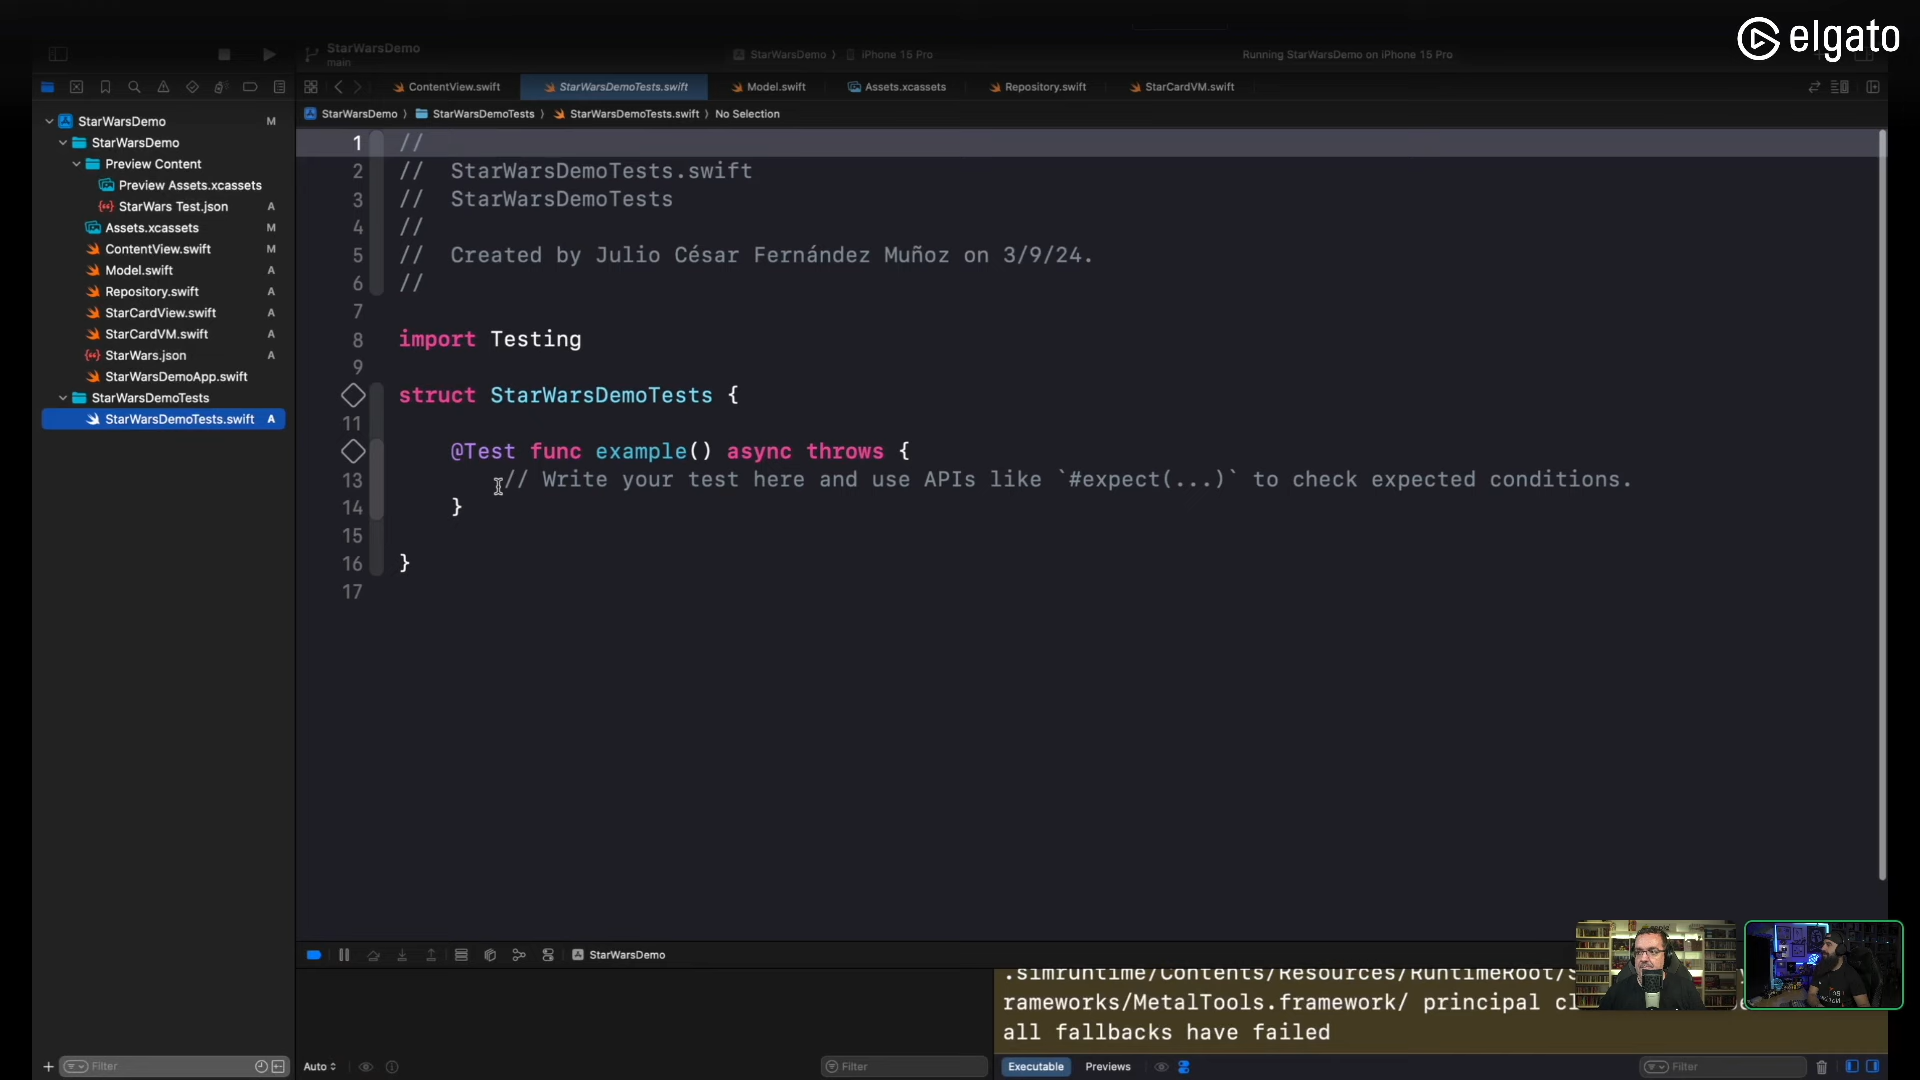 elgato
StarWarsDemo
main
StarWarsDemo
iPhone 15 Pro
Running StarWarsDemo on iPhone 15 Pro
ContentView.swift
StarWarsDemoTests.swift
Model.swift
Assets.xcassets
Repository.swift
StarCardVM.swift
StarWarsDemo
StarWarsDemoTests
StarWarsDemoTests.swift
No Selection
StarWarsDemo M
StarWarsDemo
Preview Content
Preview Assets.xcassets
StarWars Test.json A
Assets.xcassets M
ContentView.swift M
Model.swift A
Repository.swift A
StarCardView.swift A
StarCardVM.swift A
StarWars.json A
StarWarsDemoApp.swift
StarWarsDemoTests
StarWarsDemoTests.swift A
1 //
2 //  StarWarsDemoTests.swift
3 //  StarWarsDemoTests
4 //
5 //  Created by Julio César Fernández Muñoz on 3/9/24.
6 //
7
8 import Testing
9
struct StarWarsDemoTests {
11
@Test func example() async throws {
13 // Write your test here and use APIs like `#expect(...)` to check expected conditions.
14 }
15
16 }
17
StarWarsDemo
.simruntime/Contents/Resources/RuntimeRoot/
rameworks/MetalTools.framework/ principal
all fallbacks have failed
Filter
Auto
Filter
Executable
Previews
Filter